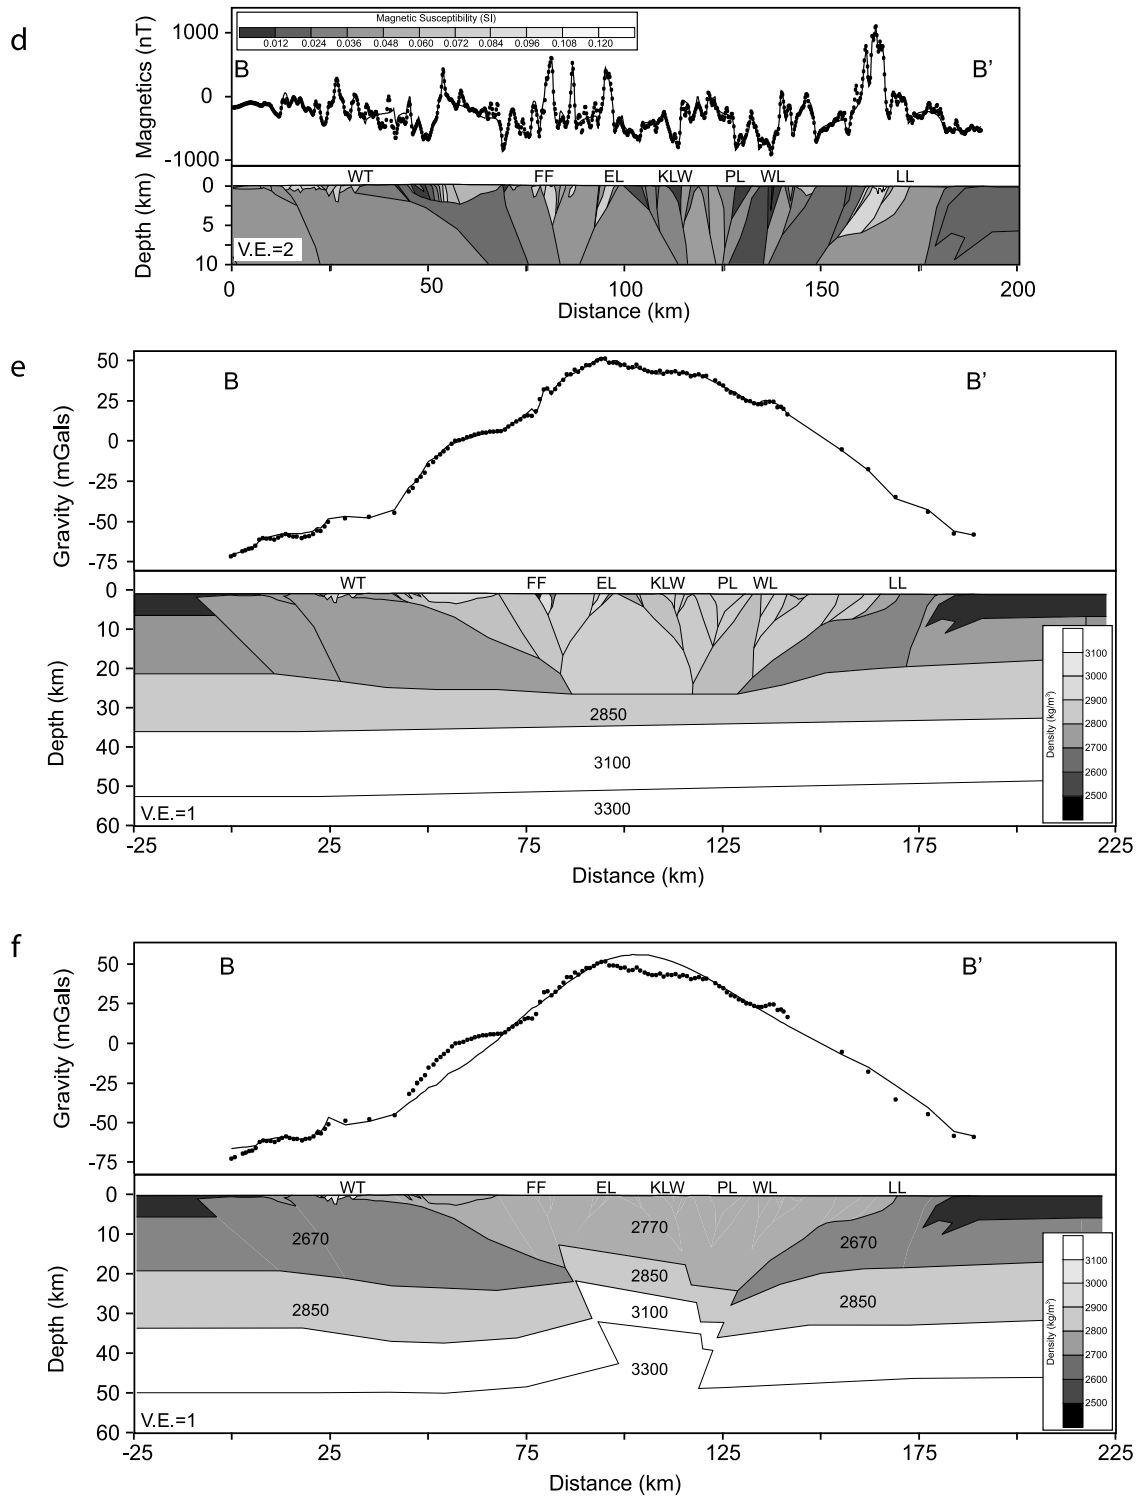 d
Magnetic Susceptibility (SI)
0.012 0.024 0.036 0.048 0.060 0.072 0.084 0.096 0.108 0.120
B B’
Magnetics (nT)
1000
0
-1000
WT FF EL KLW PL WL LL
Depth (km)
0
5
10
V.E.=2
0 50 100 150 200
Distance (km)
e
B B’
Gravity (mGals)
50
25
0
-25
-50
-75
WT FF EL KLW PL WL LL
Depth (km)
0
10
20
30
40
50
60
2850
3100
3300
V.E.=1
Density (kg/m³)
3100
3000
2900
2800
2700
2600
2500
-25 25 75 125 175 225
Distance (km)
f
B B’
Gravity (mGals)
50
25
0
-25
-50
-75
WT FF EL KLW PL WL LL
Depth (km)
0
10
20
30
40
50
60
2670 2770 2670
2850 2850 2850
3100
3300
V.E.=1
Density (kg/m³)
3100
3000
2900
2800
2700
2600
2500
-25 25 75 125 175 225
Distance (km)